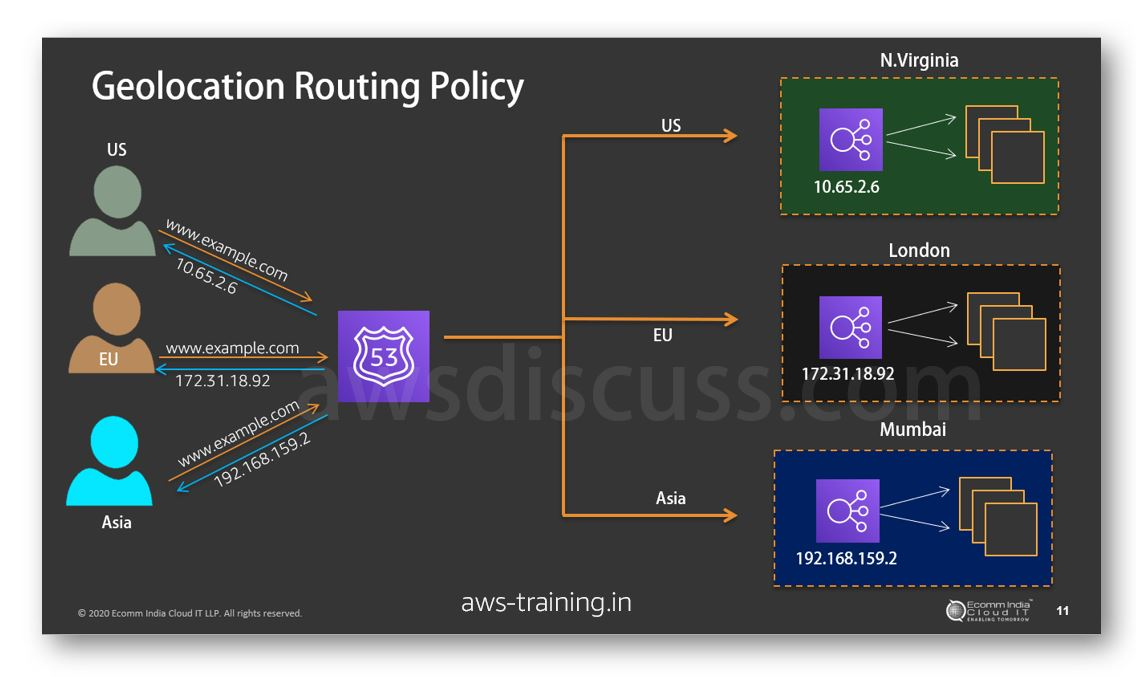 Geolocation Routing Policy
US
www.example.com
10.65.2.6
EU
www.example.com
172.31.18.92
www.example.com
192.168.159.2
Asia
53
US
EU
Asia
N.Virginia
10.65.2.6
London
172.31.18.92
Mumbai
192.168.159.2
awsdiscuss.com
© 2020 Ecomm India Cloud IT LLP. All rights reserved.
aws-training.in
Ecomm India™
Cloud IT
ENABLING TOMORROW
11